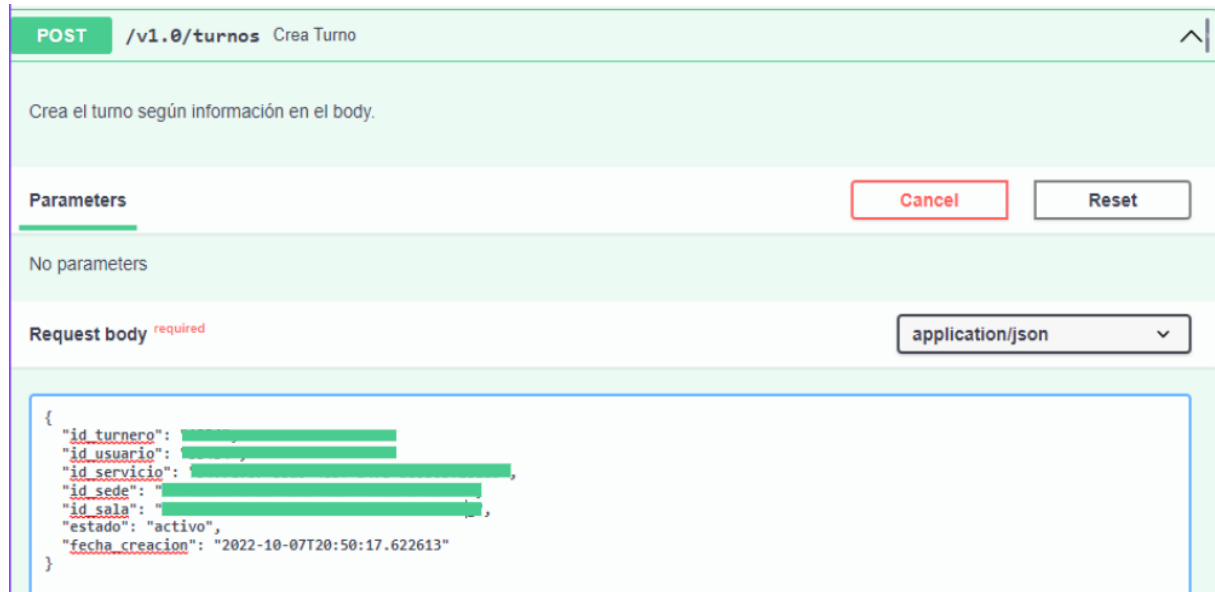 POST /v1.0/turnos Crea Turno
Crea el turno según información en el body.
Parameters Cancel Reset
No parameters
Request body required application/json
{
"id_turnero": "
"id_usuario": "
"id_servicio": "
"id_sede": "
"id_sala": "
"estado": "activo",
"fecha_creacion": "2022-10-07T20:50:17.622613"
}